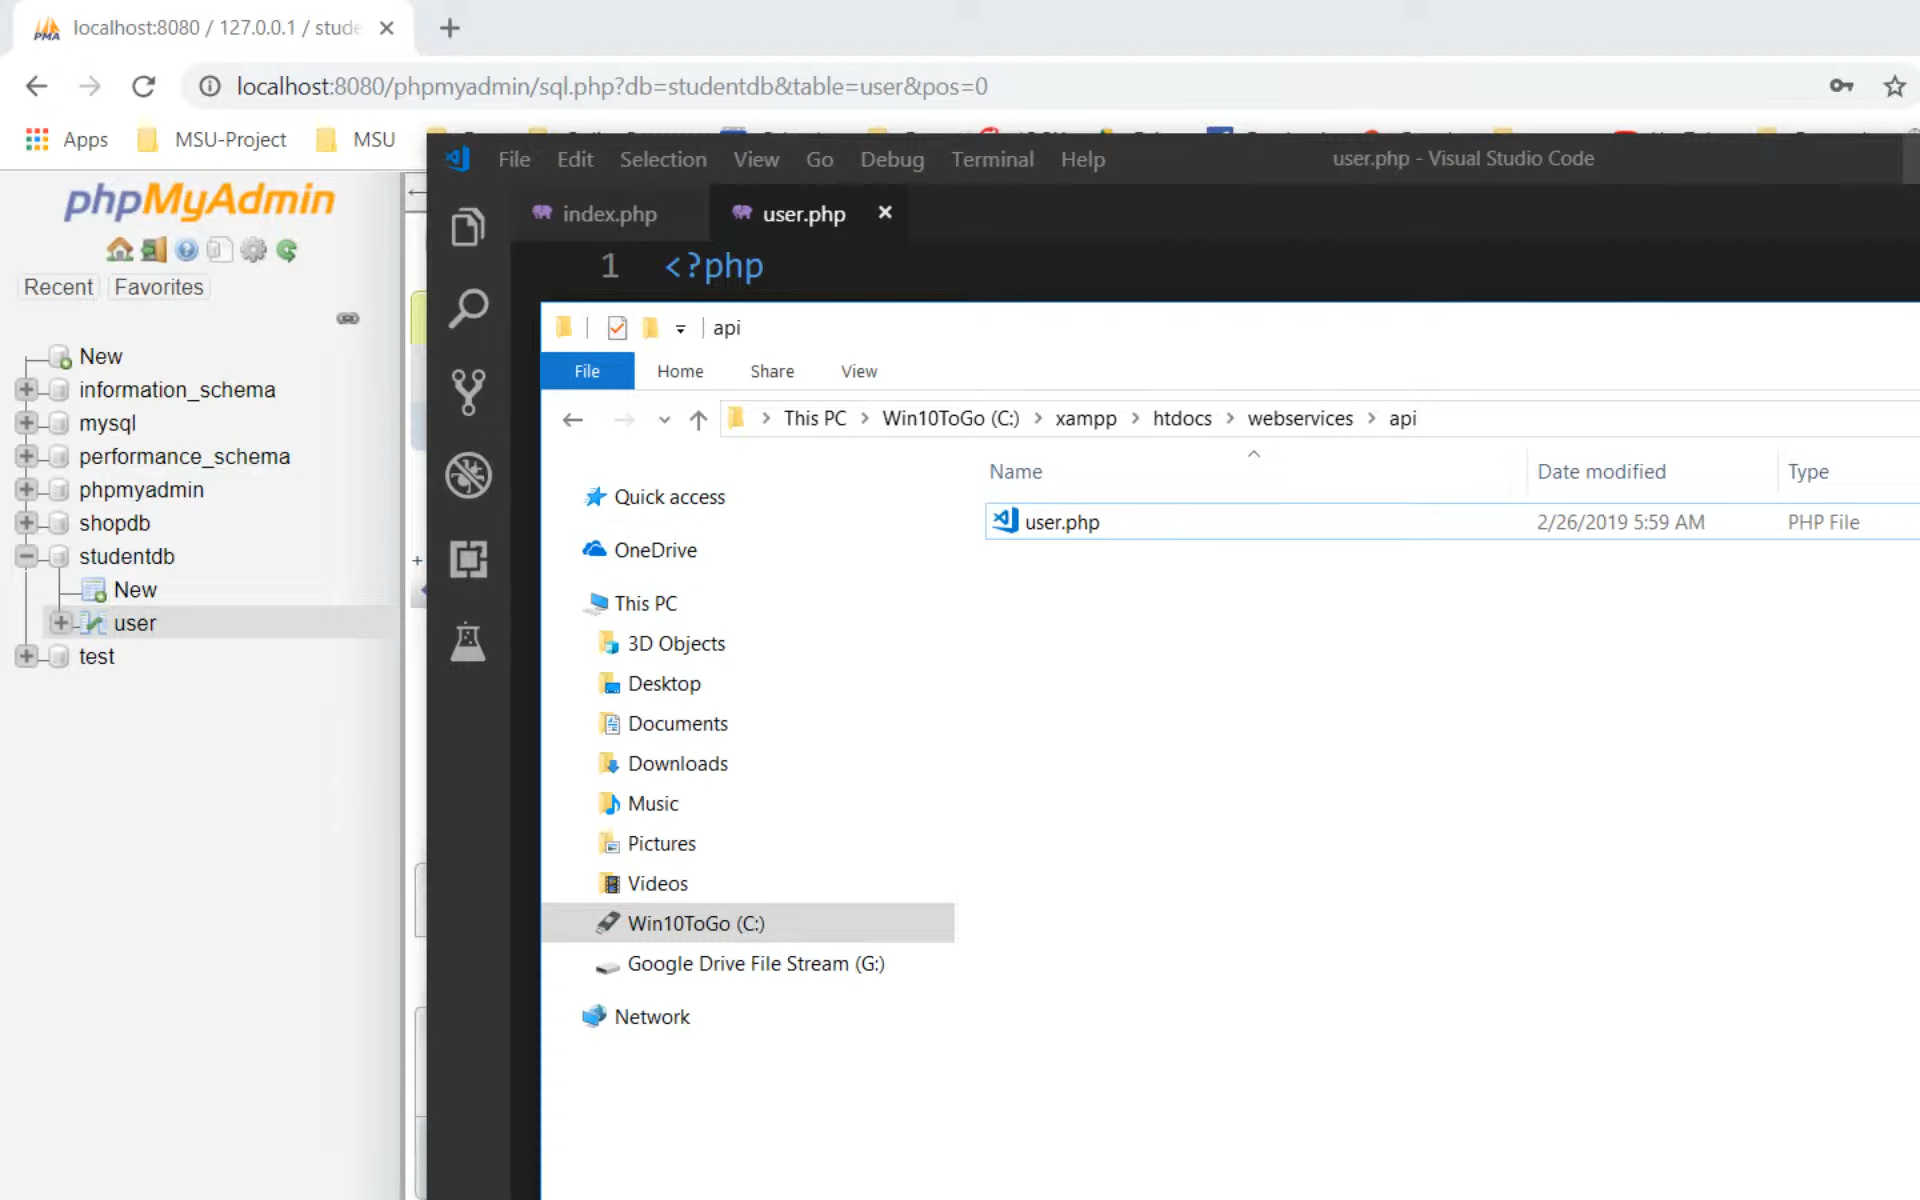 localhost:8080 / 127.0.0.1 / stude
localhost:8080/phpmyadmin/sql.php?db=studentdb&table=user&pos=0
Apps MSU-Project MSU
phpMyAdmin
Recent Favorites
New
information_schema
mysql
performance_schema
phpmyadmin
shopdb
studentdb
New
user
test
File Edit Selection View Go Debug Terminal Help user.php - Visual Studio Code
index.php user.php
1 <?php
api
File Home Share View
This PC Win10ToGo (C:) xampp htdocs webservices api
Name Date modified Type
user.php 2/26/2019 5:59 AM PHP File
Quick access
OneDrive
This PC
3D Objects
Desktop
Documents
Downloads
Music
Pictures
Videos
Win10ToGo (C:)
Google Drive File Stream (G:)
Network